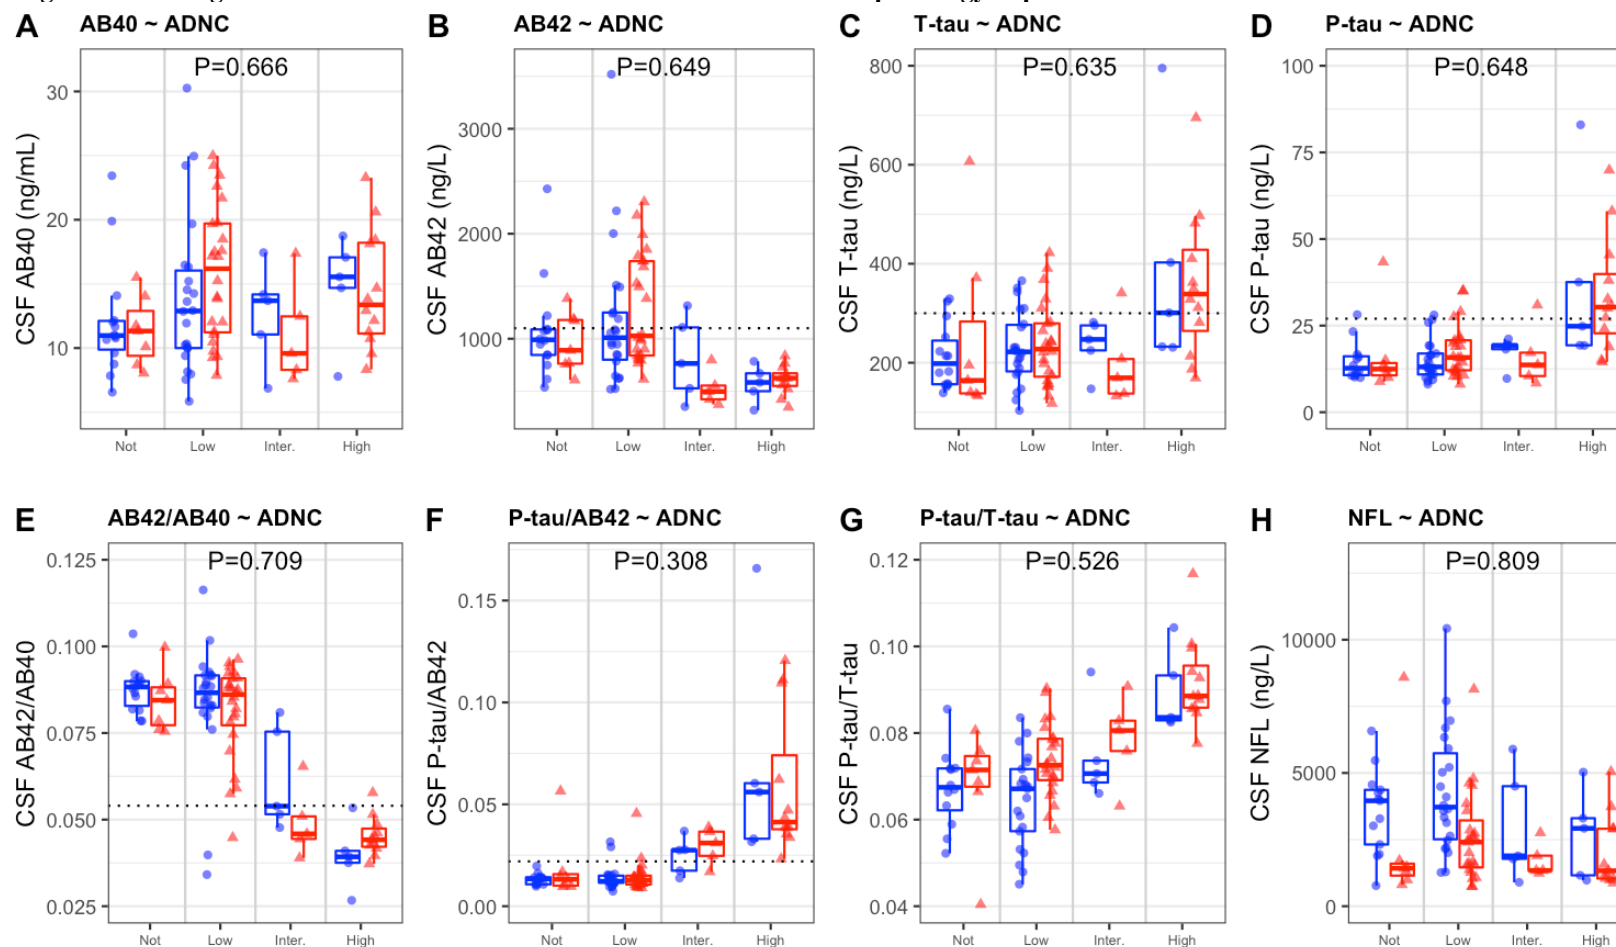 A AB40 ~ ADNC
P=0.666
CSF AB40 (ng/mL)
30
20
10
Not Low Inter. High
B AB42 ~ ADNC
P=0.649
CSF AB42 (ng/L)
3000
2000
1000
Not Low Inter. High
C T-tau ~ ADNC
P=0.635
CSF T-tau (ng/L)
800
600
400
200
Not Low Inter. High
D P-tau ~ ADNC
P=0.648
CSF P-tau (ng/L)
100
75
50
25
0
Not Low Inter. High
E AB42/AB40 ~ ADNC
P=0.709
CSF AB42/AB40
0.125
0.100
0.075
0.050
0.025
Not Low Inter. High
F P-tau/AB42 ~ ADNC
P=0.308
CSF P-tau/AB42
0.15
0.10
0.05
0.00
Not Low Inter. High
G P-tau/T-tau ~ ADNC
P=0.526
CSF P-tau/T-tau
0.12
0.10
0.08
0.06
0.04
Not Low Inter. High
H NFL ~ ADNC
P=0.809
CSF NFL (ng/L)
10000
5000
0
Not Low Inter. High